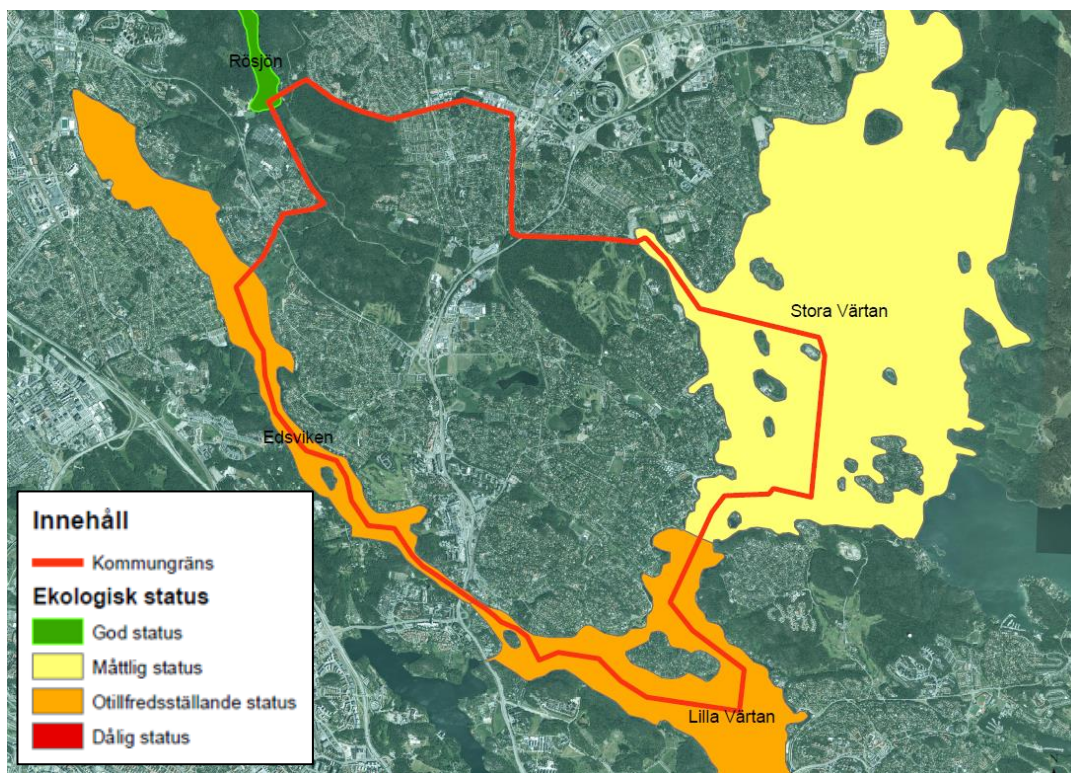 Rösjön
Stora Värtan
Edsviken
Lilla Värtan
Innehåll
Kommungräns
Ekologisk status
God status
Måttlig status
Otillfredsställande status
Dålig status